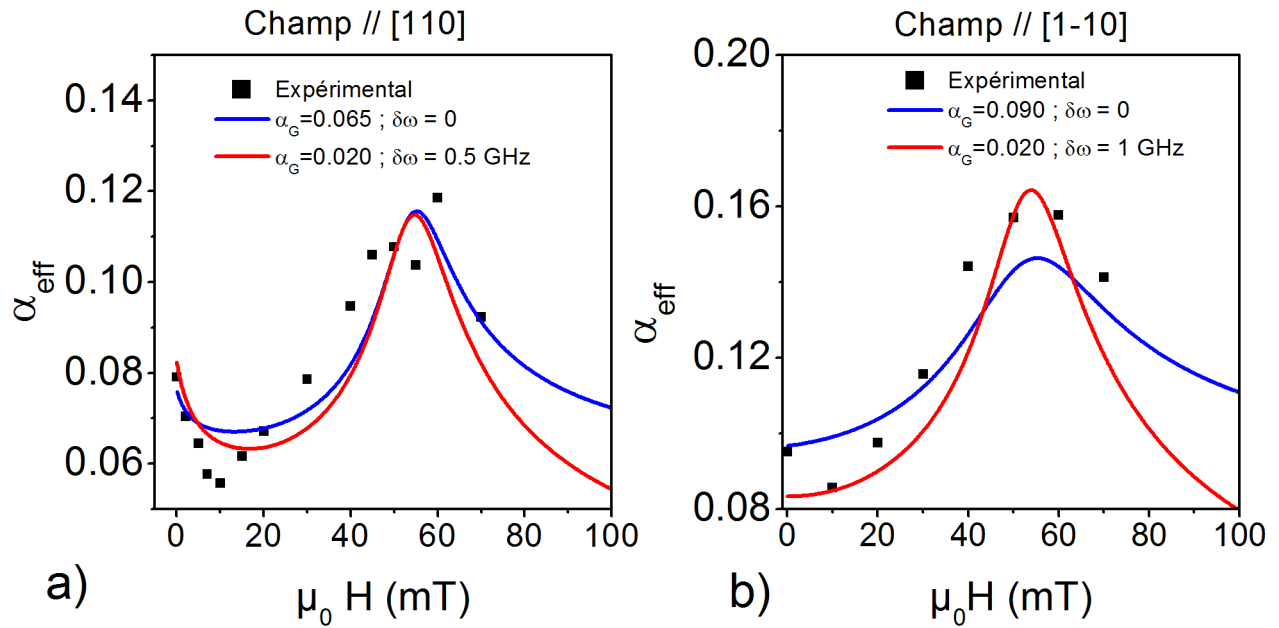 Champ // [110]
0.14
0.12
0.10
0.08
0.06
α_eff
Expérimental
α_G=0.065 ; δω = 0
α_G=0.020 ; δω = 0.5 GHz
0 20 40 60 80 100
μ₀ H (mT)
a)
Champ // [1-10]
0.20
0.16
0.12
0.08
α_eff
Expérimental
α_G=0.090 ; δω = 0
α_G=0.020 ; δω = 1 GHz
0 20 40 60 80 100
μ₀H (mT)
b)